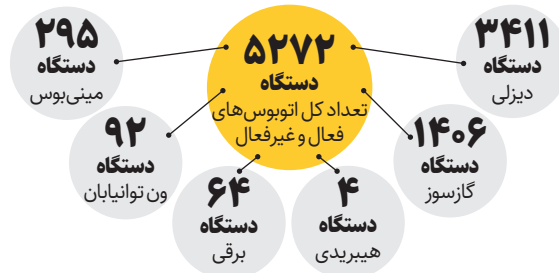 ۵۲۷۲
دستگاه
تعداد کل اتوبوس‌های
فعال و غیرفعال
۳۴۱۱
دستگاه
دیزلی
۱۴۰۶
دستگاه
گازسوز
۴
دستگاه
هیبریدی
۶۴
دستگاه
برقی
۹۲
دستگاه
ون توانیابان
۲۹۵
دستگاه
مینی‌بوس